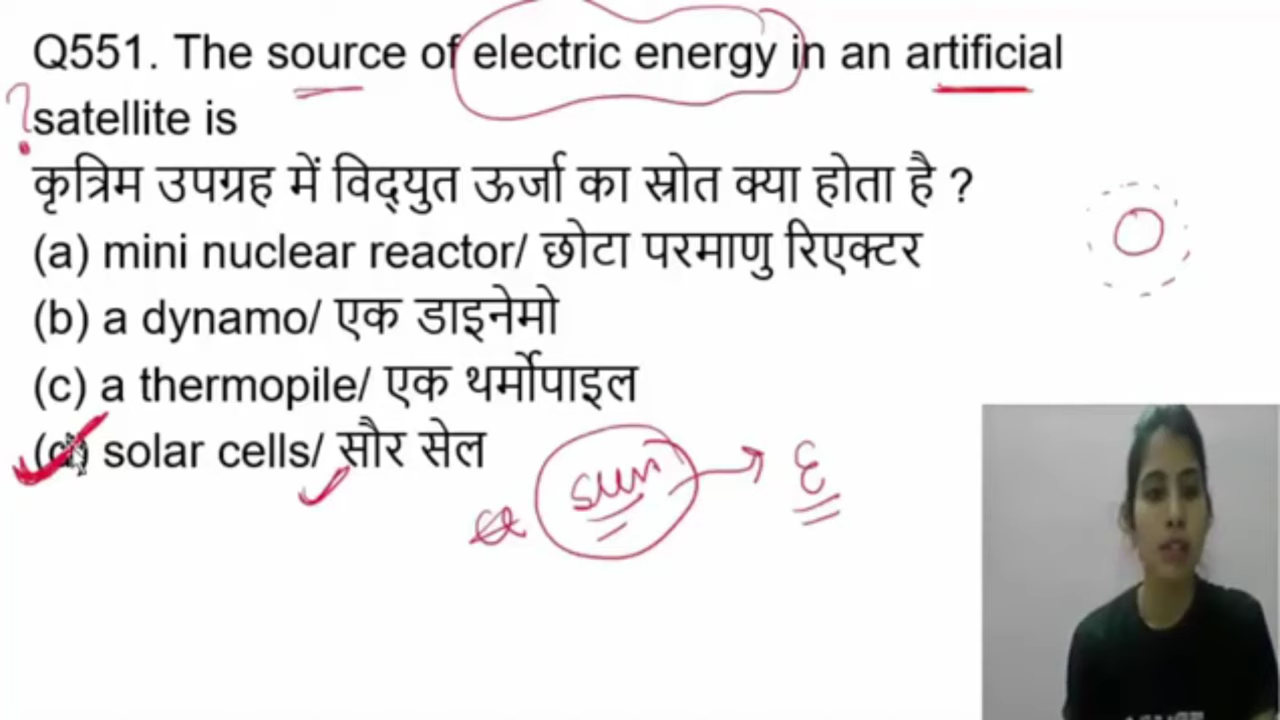 Q551. The source of electric energy in an artificial
satellite is
?
कृत्रिम उपग्रह में विद्युत ऊर्जा का स्रोत क्या होता है ?
(a) mini nuclear reactor/ छोटा परमाणु रिएक्टर
(b) a dynamo/ एक डाइनेमो
(c) a thermopile/ एक थर्मोपाइल
(d) solar cells/ सौर सेल
sun → E